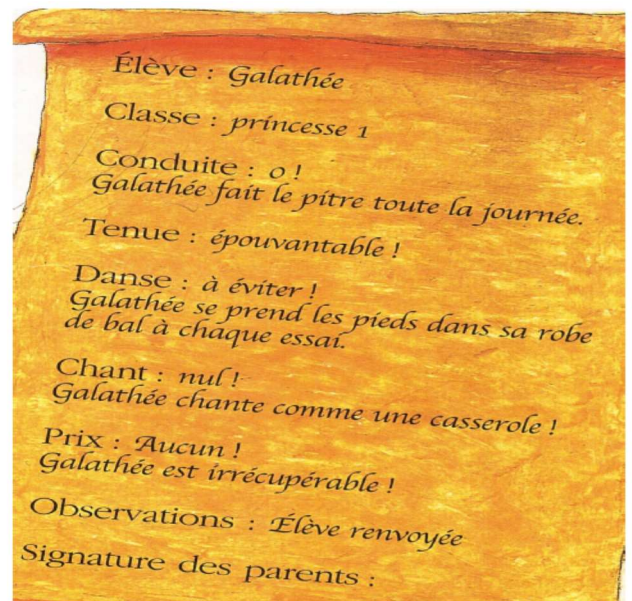 Élève : Galathée
Classe : princesse 1
Conduite : 0 !
Galathée fait le pitre toute la journée.
Tenue : épouvantable !
Danse : à éviter !
Galathée se prend les pieds dans sa robe
de bal à chaque essai.
Chant : nul !
Galathée chante comme une casserole !
Prix : Aucun !
Galathée est irrécupérable !
Observations : Élève renvoyée
Signature des parents :